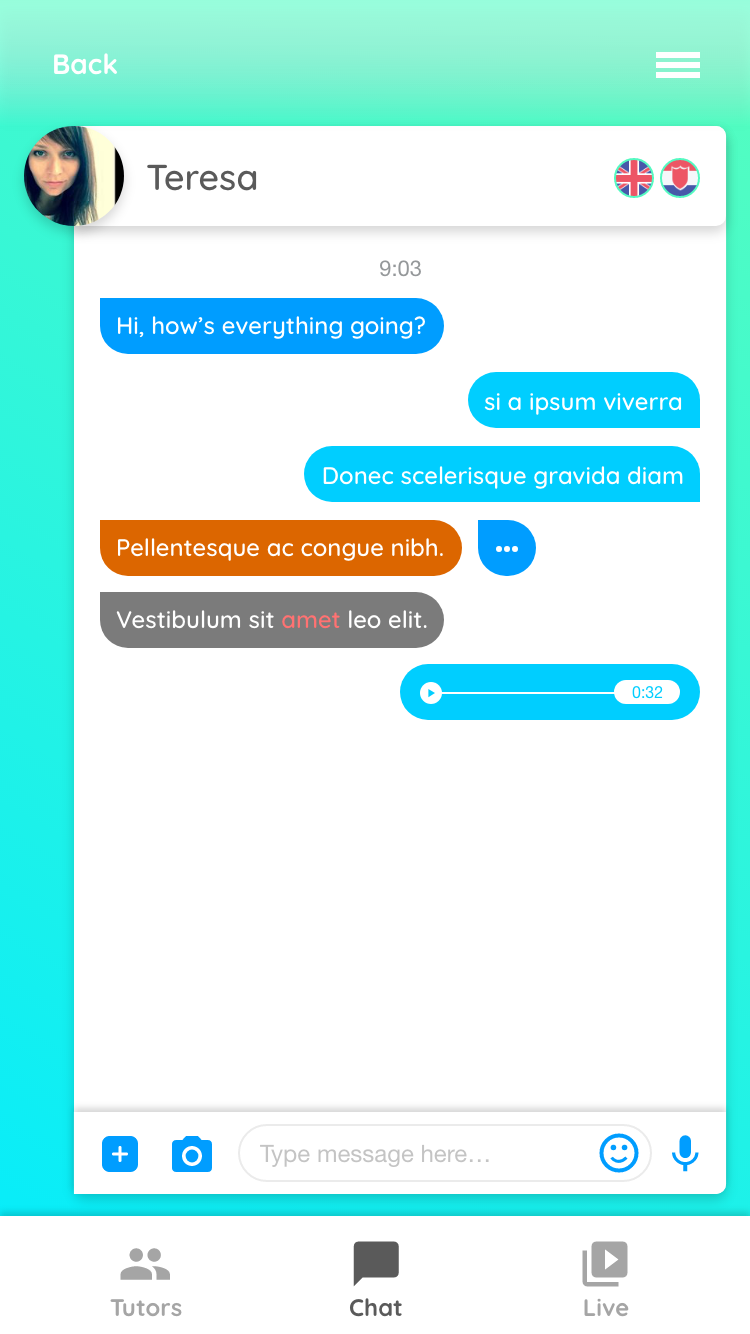 Back
Teresa
9:03
Hi, how’s everything going?
si a ipsum viverra
Donec scelerisque gravida diam
Pellentesque ac congue nibh.
Vestibulum sit amet leo elit.
0:32
Type message here...
Tutors
Chat
Live